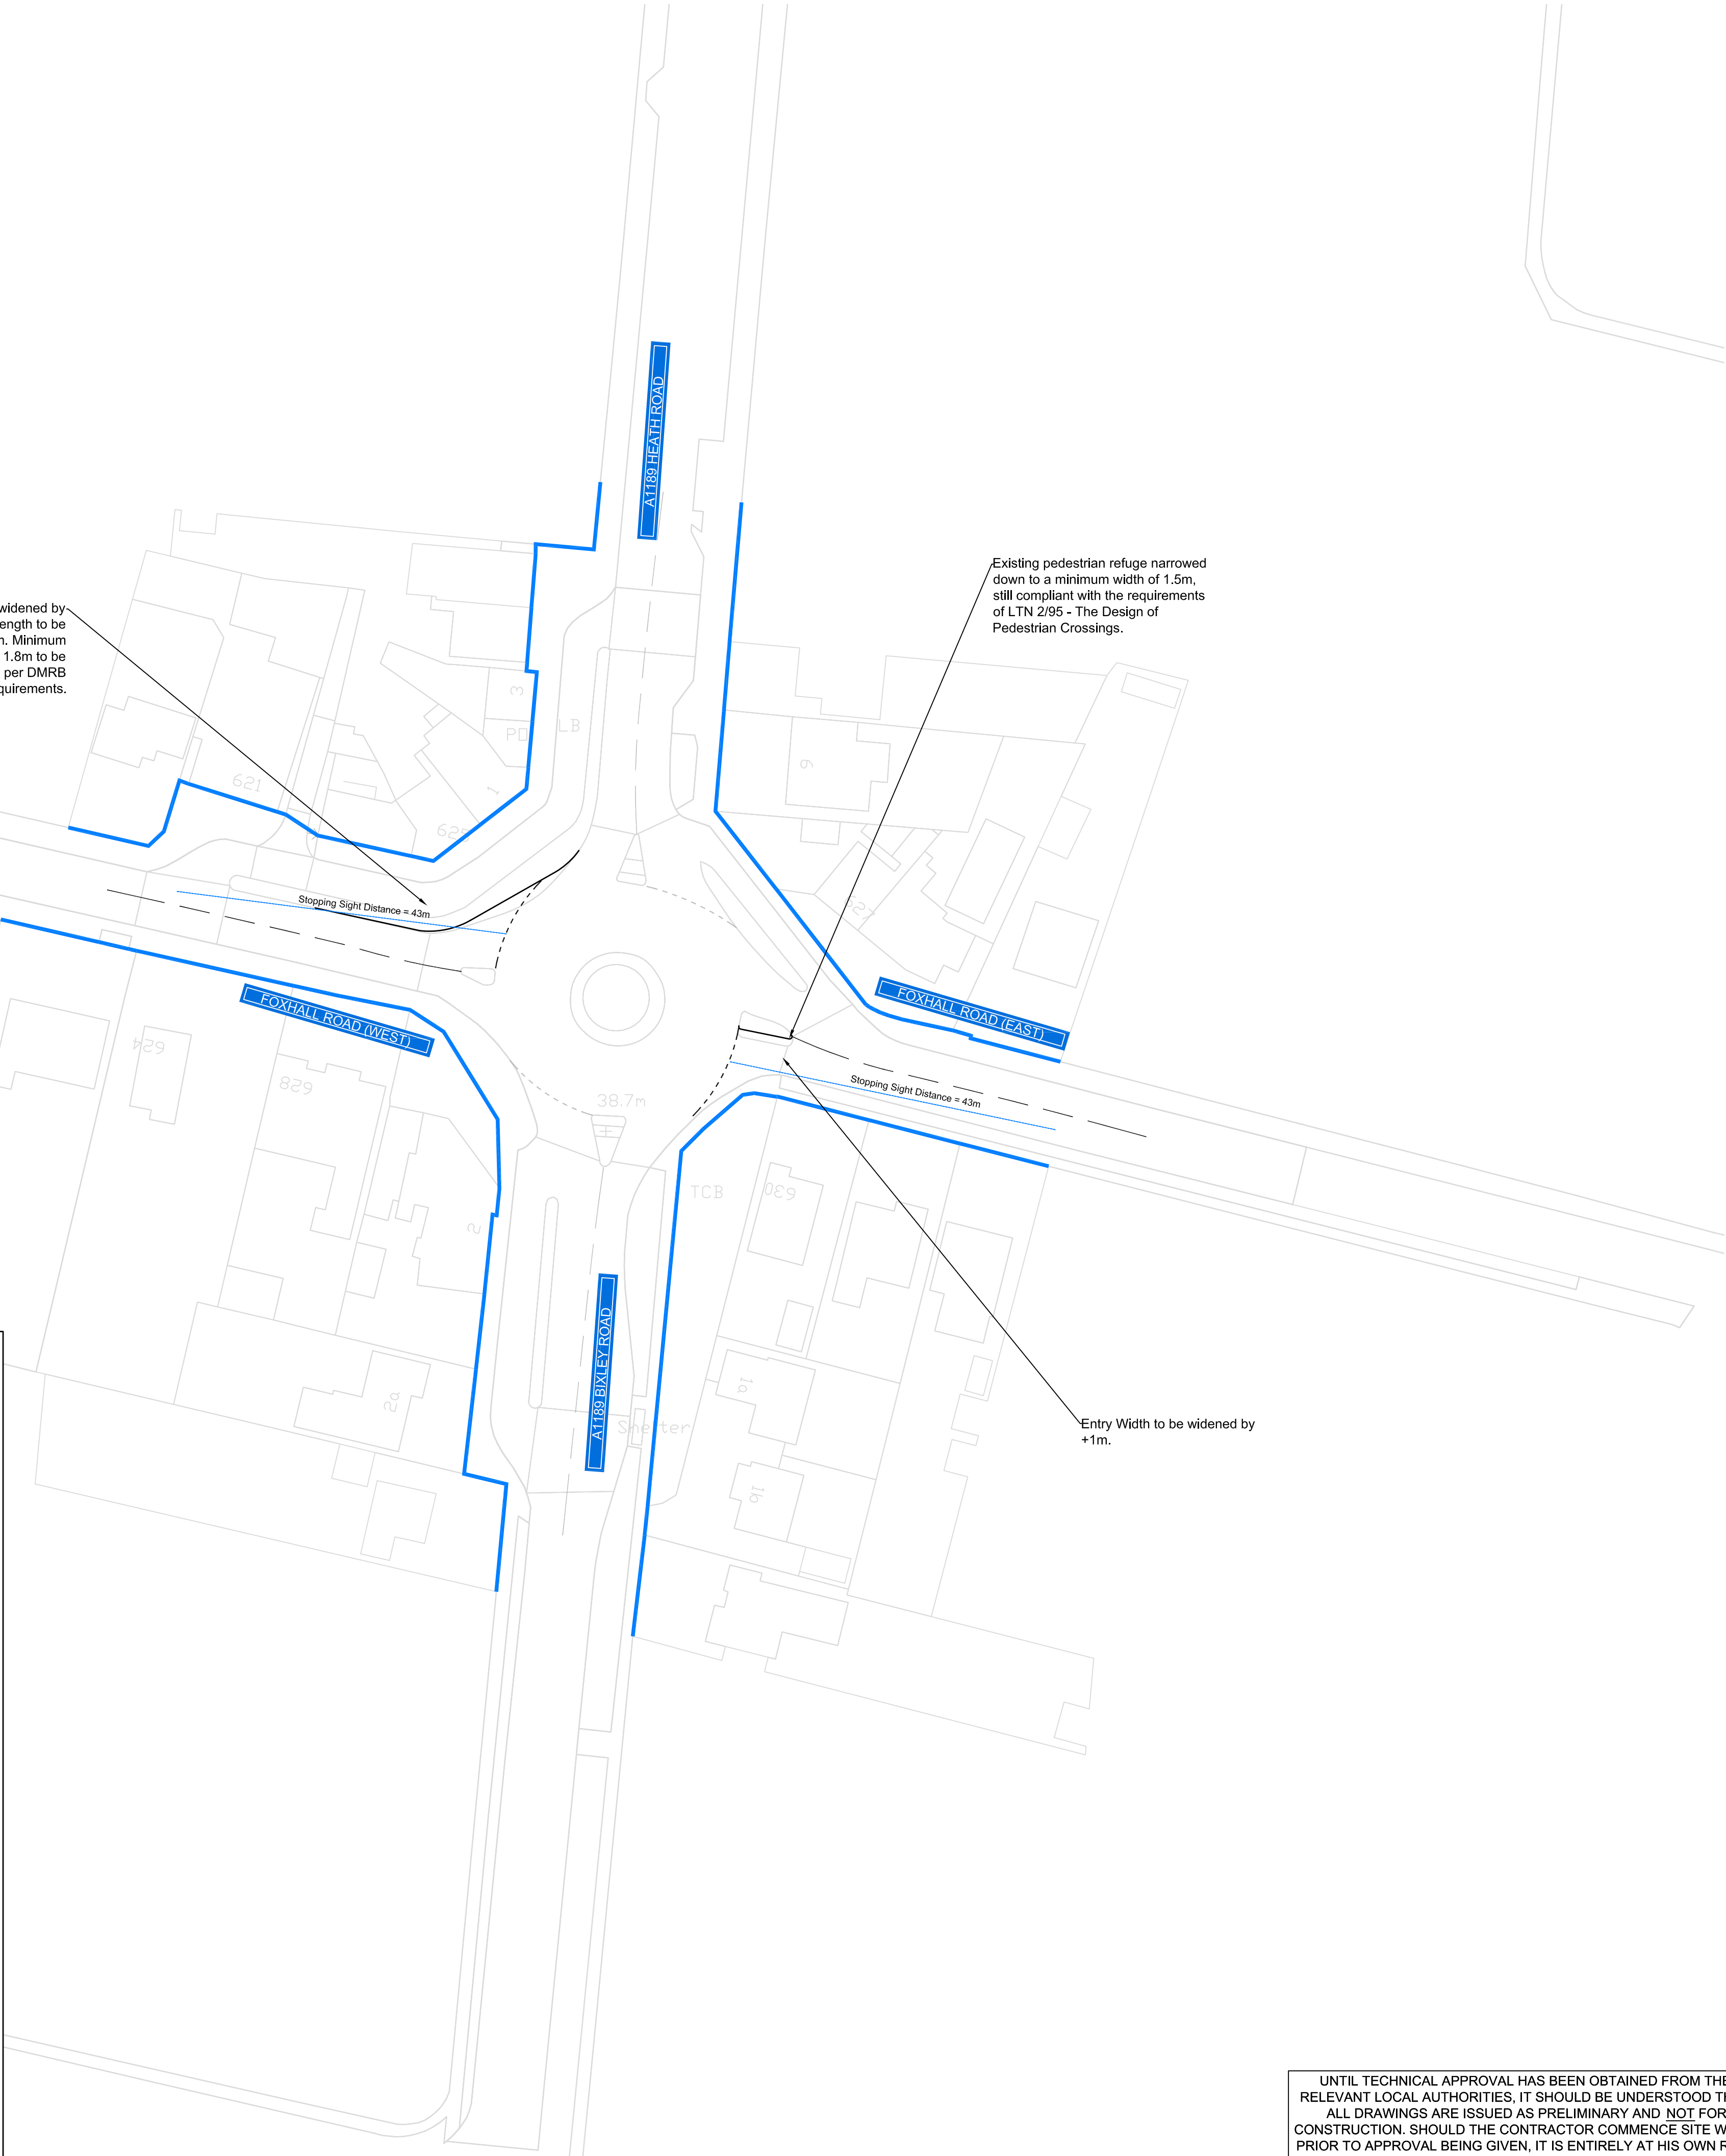 A1189 HEATH ROAD
Existing pedestrian refuge narrowed
down to a minimum width of 1.5m,
still compliant with the requirements
of LTN 2/95 - The Design of
Pedestrian Crossings.
widened by
ength to be
Minimum
1.8m to be
per DMRB
quirements.
3
PO
LB
1
9
621
Stopping Sight Distance = 43m
FOXHALL ROAD (WEST)
FOXHALL ROAD (EAST)
Stopping Sight Distance = 43m
624
628
38.7m
TCB
630
2
2a
A1189 BIXLEY ROAD
1a
Shelter
1b
Entry Width to be widened by
+1m.
UNTIL TECHNICAL APPROVAL HAS BEEN OBTAINED FROM THE
RELEVANT LOCAL AUTHORITIES, IT SHOULD BE UNDERSTOOD TH
ALL DRAWINGS ARE ISSUED AS PRELIMINARY AND NOT FOR
CONSTRUCTION. SHOULD THE CONTRACTOR COMMENCE SITE W
PRIOR TO APPROVAL BEING GIVEN, IT IS ENTIRELY AT HIS OWN